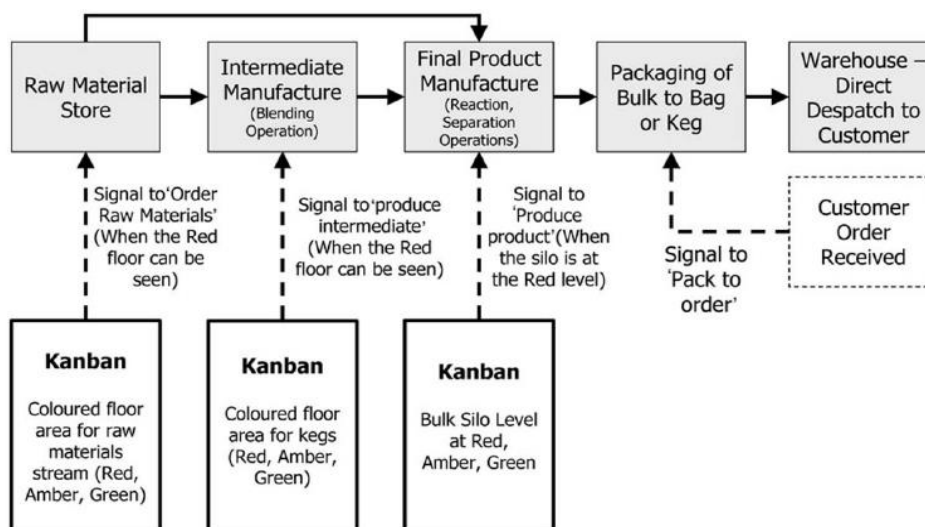 Raw Material
Store
Intermediate
Manufacture
(Blending
Operation)
Final Product
Manufacture
(Reaction,
Separation
Operations)
Packaging of
Bulk to Bag
or Keg
Warehouse –
Direct
Despatch to
Customer
Signal to‘Order
Raw Materials’
(When the Red
floor can be
seen)
Signal to‘produce
intermediate’
(When the Red
floor can be seen)
Signal to
‘Produce
product’(When
the silo is at
the Red level)
Signal to
‘Pack to
order’
Customer
Order
Received
Kanban
Coloured floor
area for raw
materials
stream (Red,
Amber, Green)
Kanban
Coloured floor
area for kegs
(Red, Amber,
Green)
Kanban
Bulk Silo Level
at Red,
Amber, Green